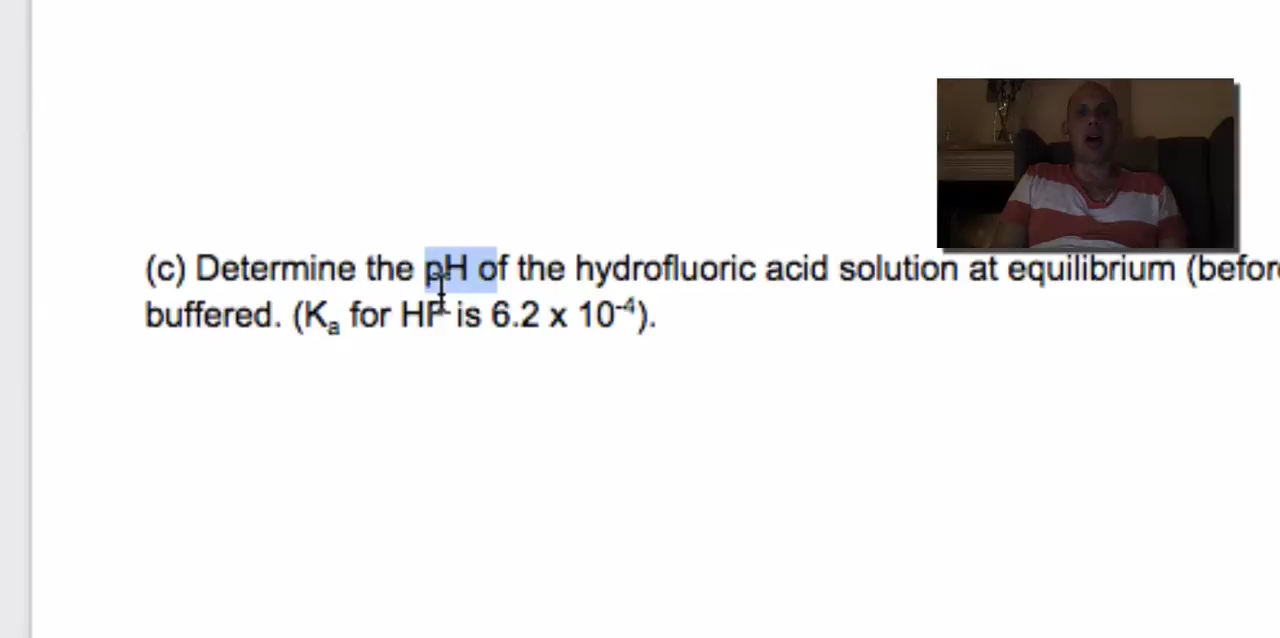 (c) Determine the pH of the hydrofluoric acid solution at equilibrium (before
buffered. (Kₐ for HF is 6.2 x 10⁻⁴).